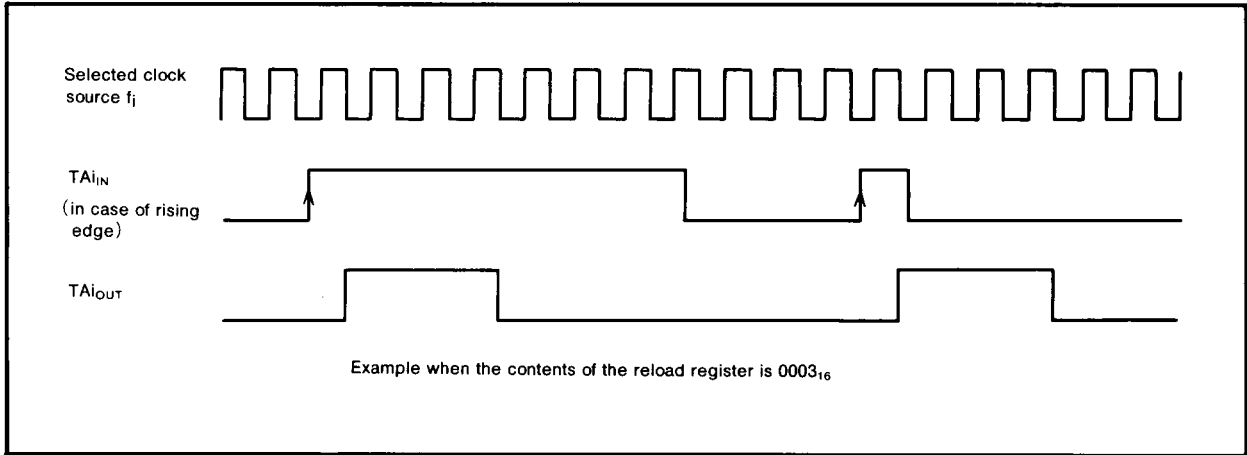 Selected clock
source fi
TAiIN
(in case of rising
edge)
TAiOUT
Example when the contents of the reload register is 000316